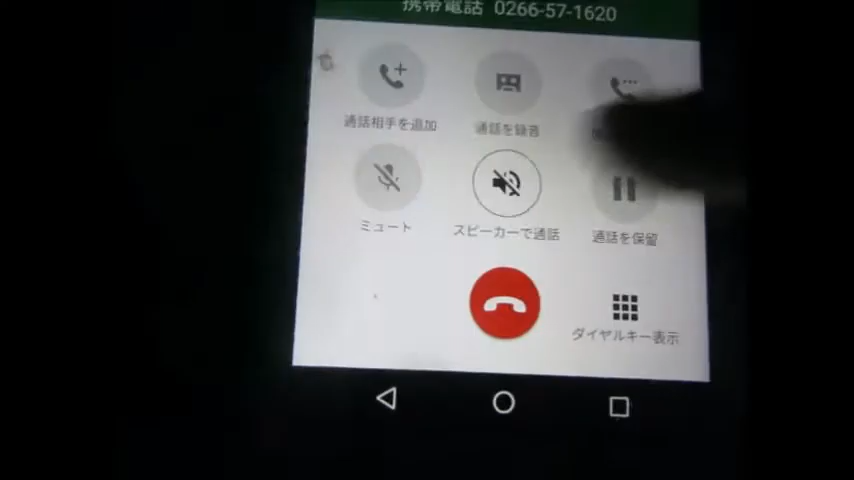 携帯電話 0266-57-1620
通話相手を追加
通話を録音
ミュート
スピーカーで通話
通話を保留
ダイヤルキー表示